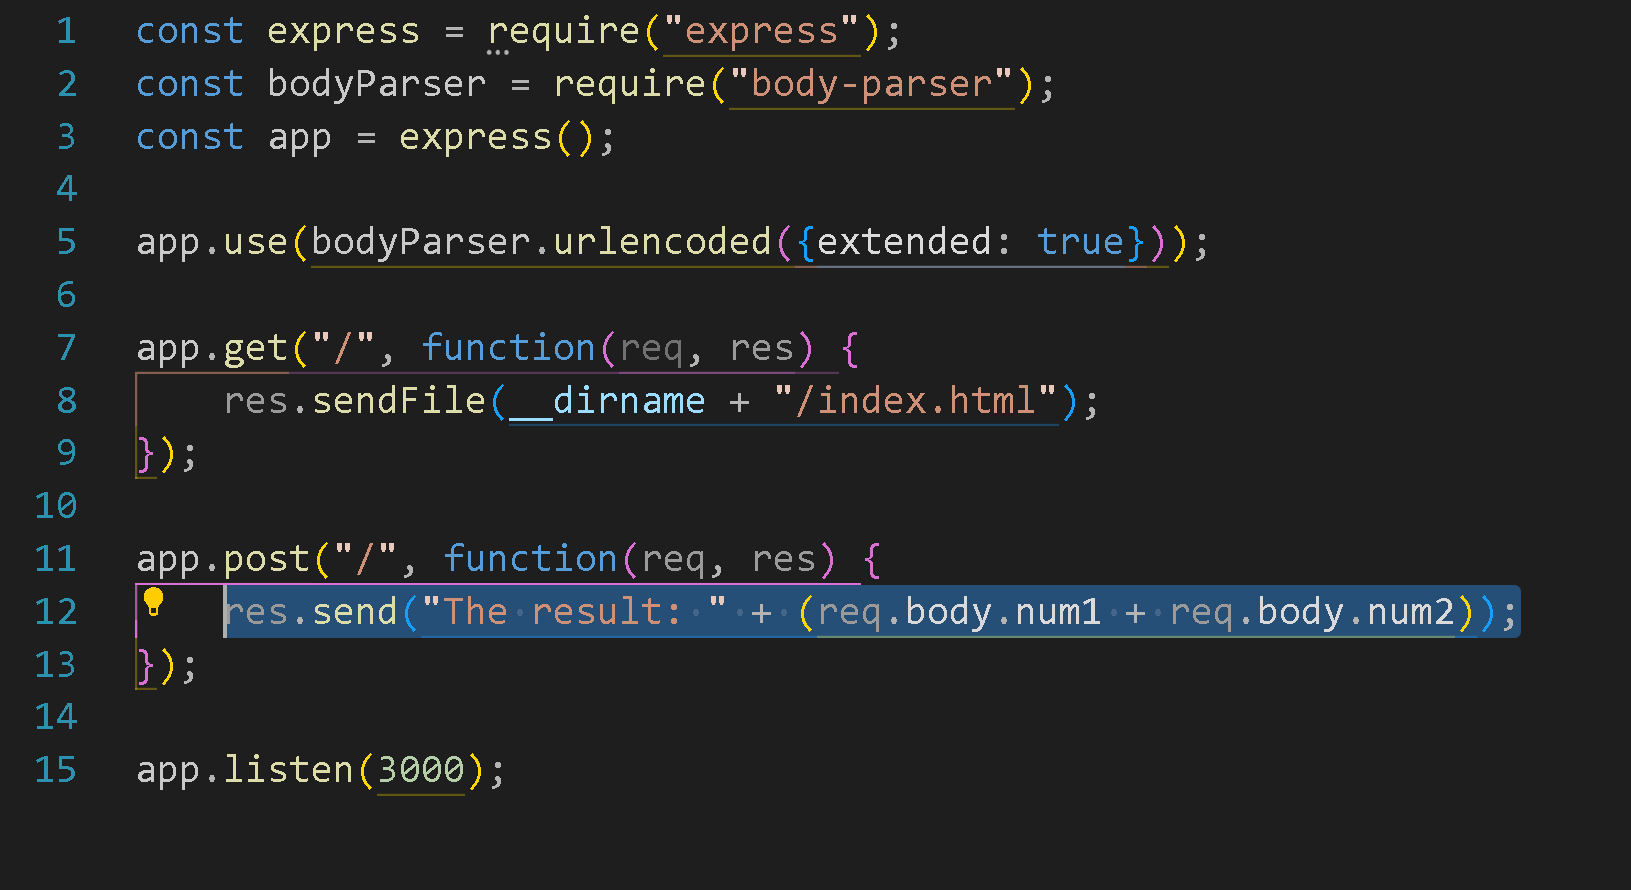 1 const express = require("express");
2 const bodyParser = require("body-parser");
3 const app = express();
4
5 app.use(bodyParser.urlencoded({extended: true}));
6
7 app.get("/", function(req, res) {
8     res.sendFile(__dirname + "/index.html");
9 });
10
11 app.post("/", function(req, res) {
12     res.send("The result: " + (req.body.num1 + req.body.num2));
13 });
14
15 app.listen(3000);